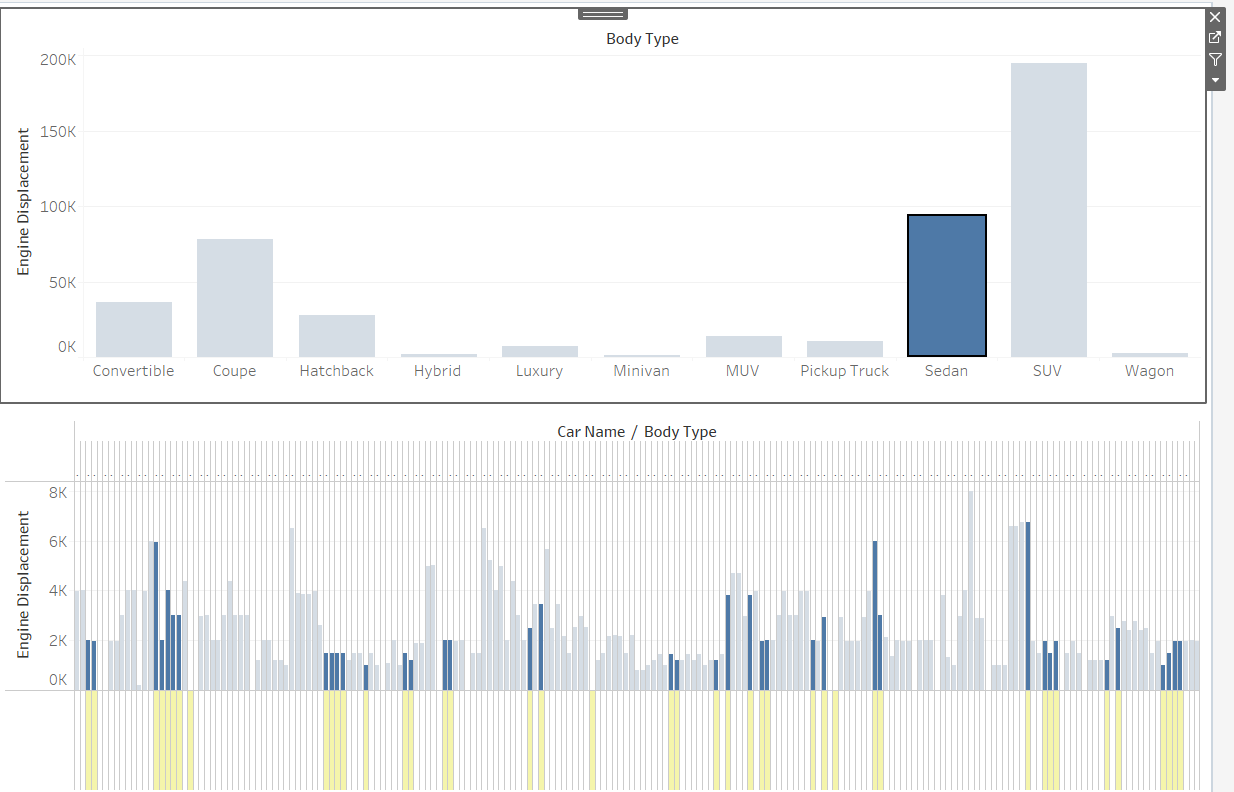 Body Type
Engine Displacement
200K
150K
100K
50K
0K
Convertible Coupe Hatchback Hybrid Luxury Minivan MUV Pickup Truck Sedan SUV Wagon
Car Name / Body Type
Engine Displacement
8K
6K
4K
2K
0K